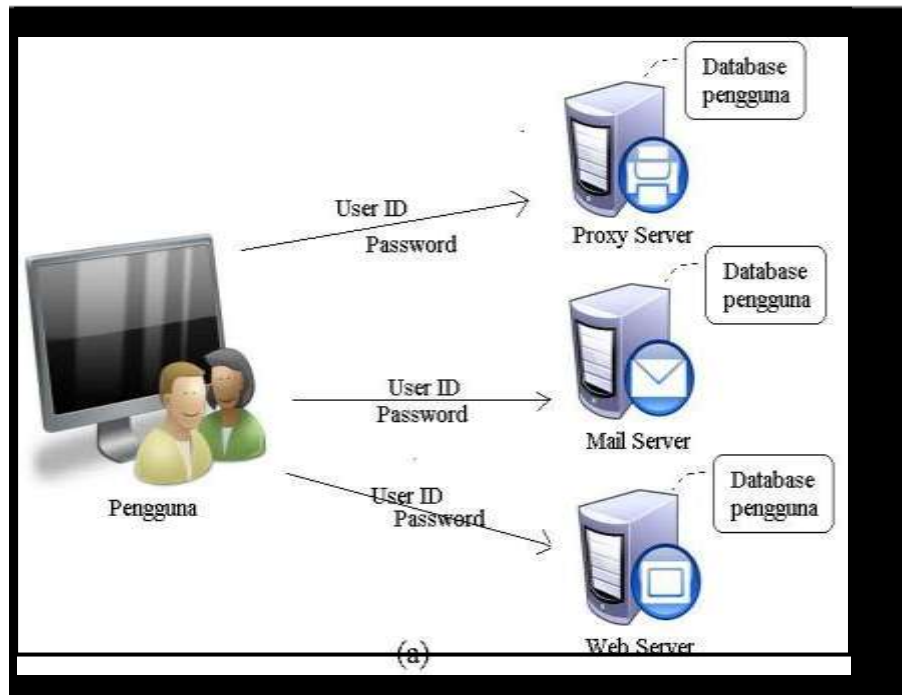 Database
pengguna
User ID
Password
Proxy Server
Database
pengguna
User ID
Password
Mail Server
Pengguna
User ID
Password
Database
pengguna
Web Server
(a)